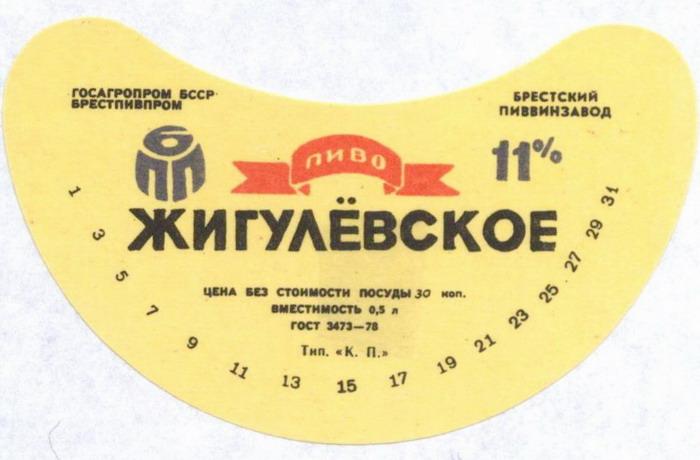 ГОСАГРОПРОМ БССР
БРЕСТПИВПРОМ
БРЕСТСКИЙ
ПИВВИНЗАВОД
БПП
ПИВО
11%
ЖИГУЛЁВСКОЕ
ЦЕНА БЕЗ СТОИМОСТИ ПОСУДЫ 30 коп.
ВМЕСТИМОСТЬ 0,5 л
ГОСТ 3473—78
Тип. «К. П.»
1 3 5 7 9 11 13 15 17 19 21 23 25 27 29 31